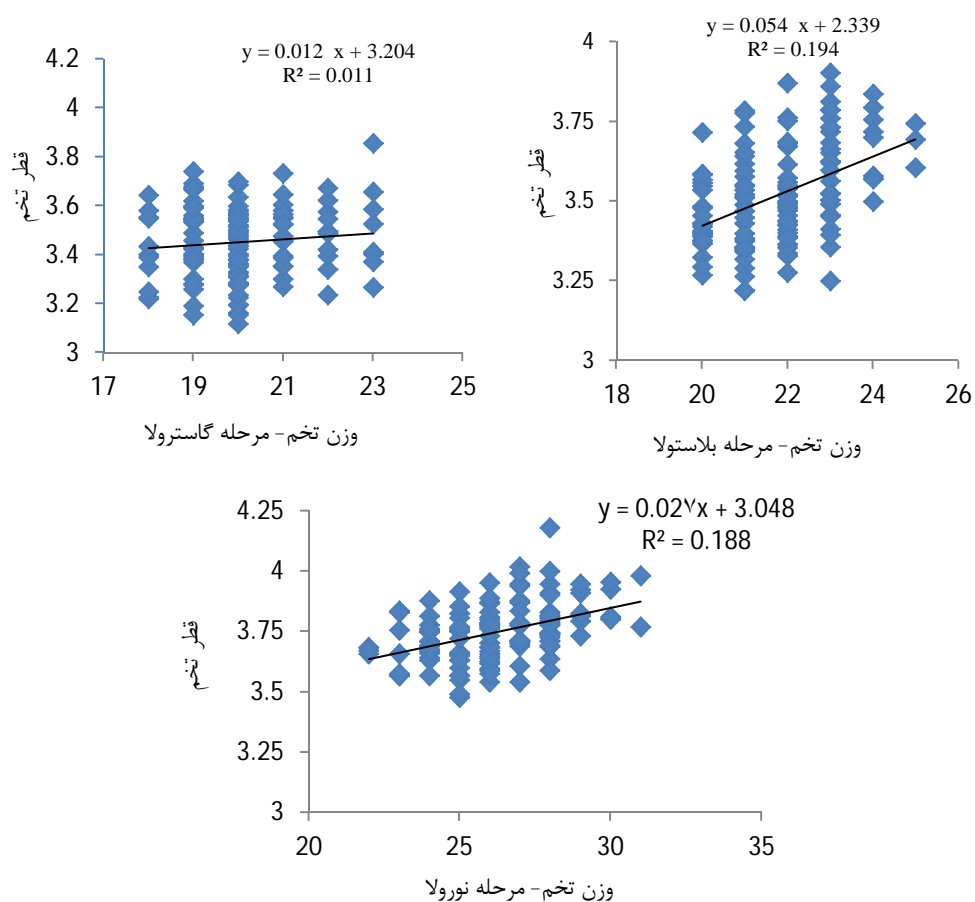 y = 0.012 x + 3.204
R² = 0.011
4.2
4
3.8
3.6
3.4
3.2
3
17
19
21
23
25
قطر تخم
وزن تخم- مرحله گاسترولا
y = 0.054 x + 2.339
R² = 0.194
4
3.75
3.5
3.25
3
18
20
22
24
26
قطر تخم
وزن تخم- مرحله بلاستولا
y = 0.02۷x + 3.048
R² = 0.188
4.25
4
3.75
3.5
3.25
3
20
25
30
35
قطر تخم
وزن تخم- مرحله نورولا